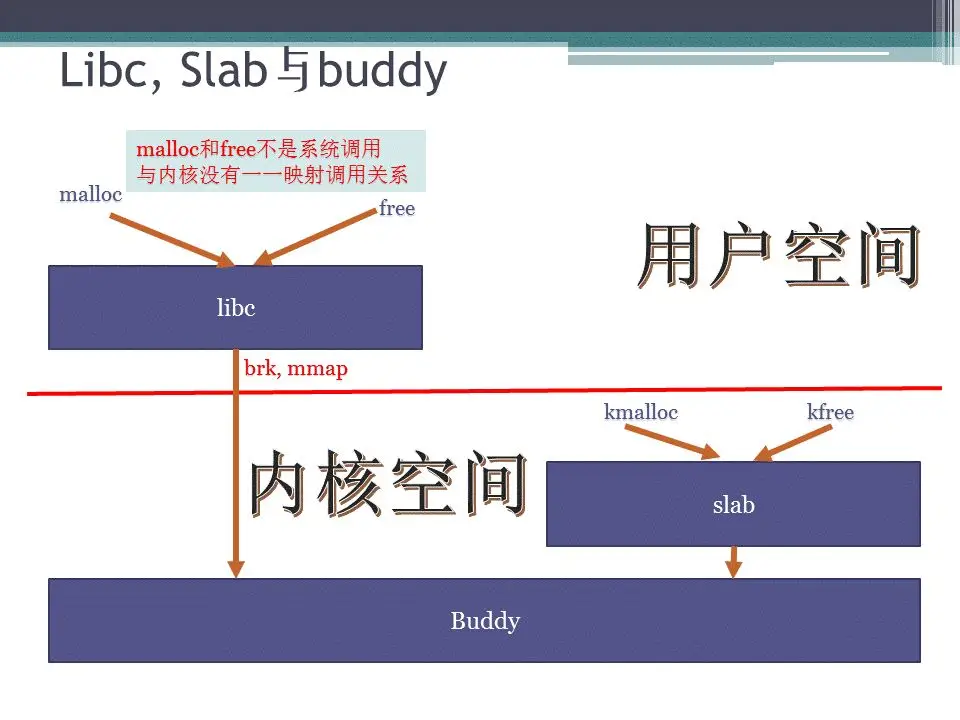 Libc, Slab与buddy
malloc和free不是系统调用
与内核没有一一映射调用关系
malloc
free
用户空间
libc
brk, mmap
kmalloc
kfree
内核空间
slab
Buddy